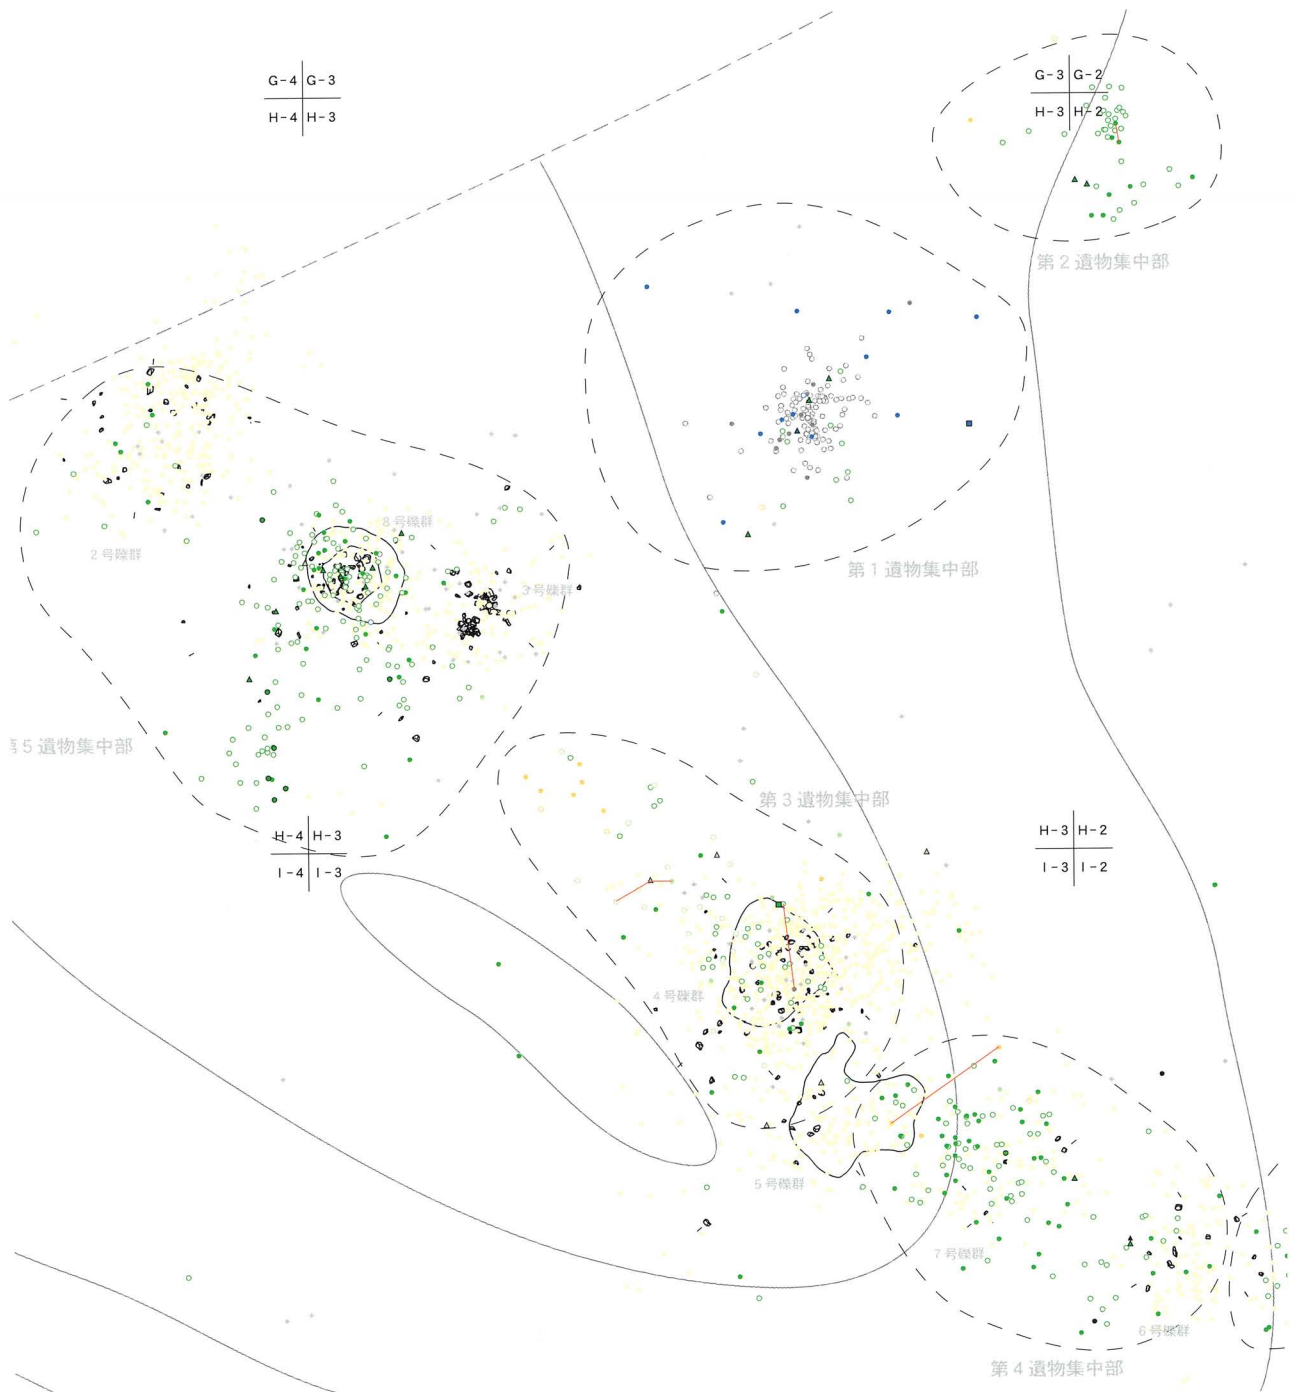 G-4 G-3
H-4 H-3
G-3 G-2
H-3 H-2
第2遺物集中部
第1遺物集中部
8号礫群
2号礫群
3号礫群
5遺物集中部
第3遺物集中部
H-4 H-3
I-4 I-3
H-3 H-2
I-3 I-2
4号礫群
5号礫群
7号礫群
6号礫群
第4遺物集中部